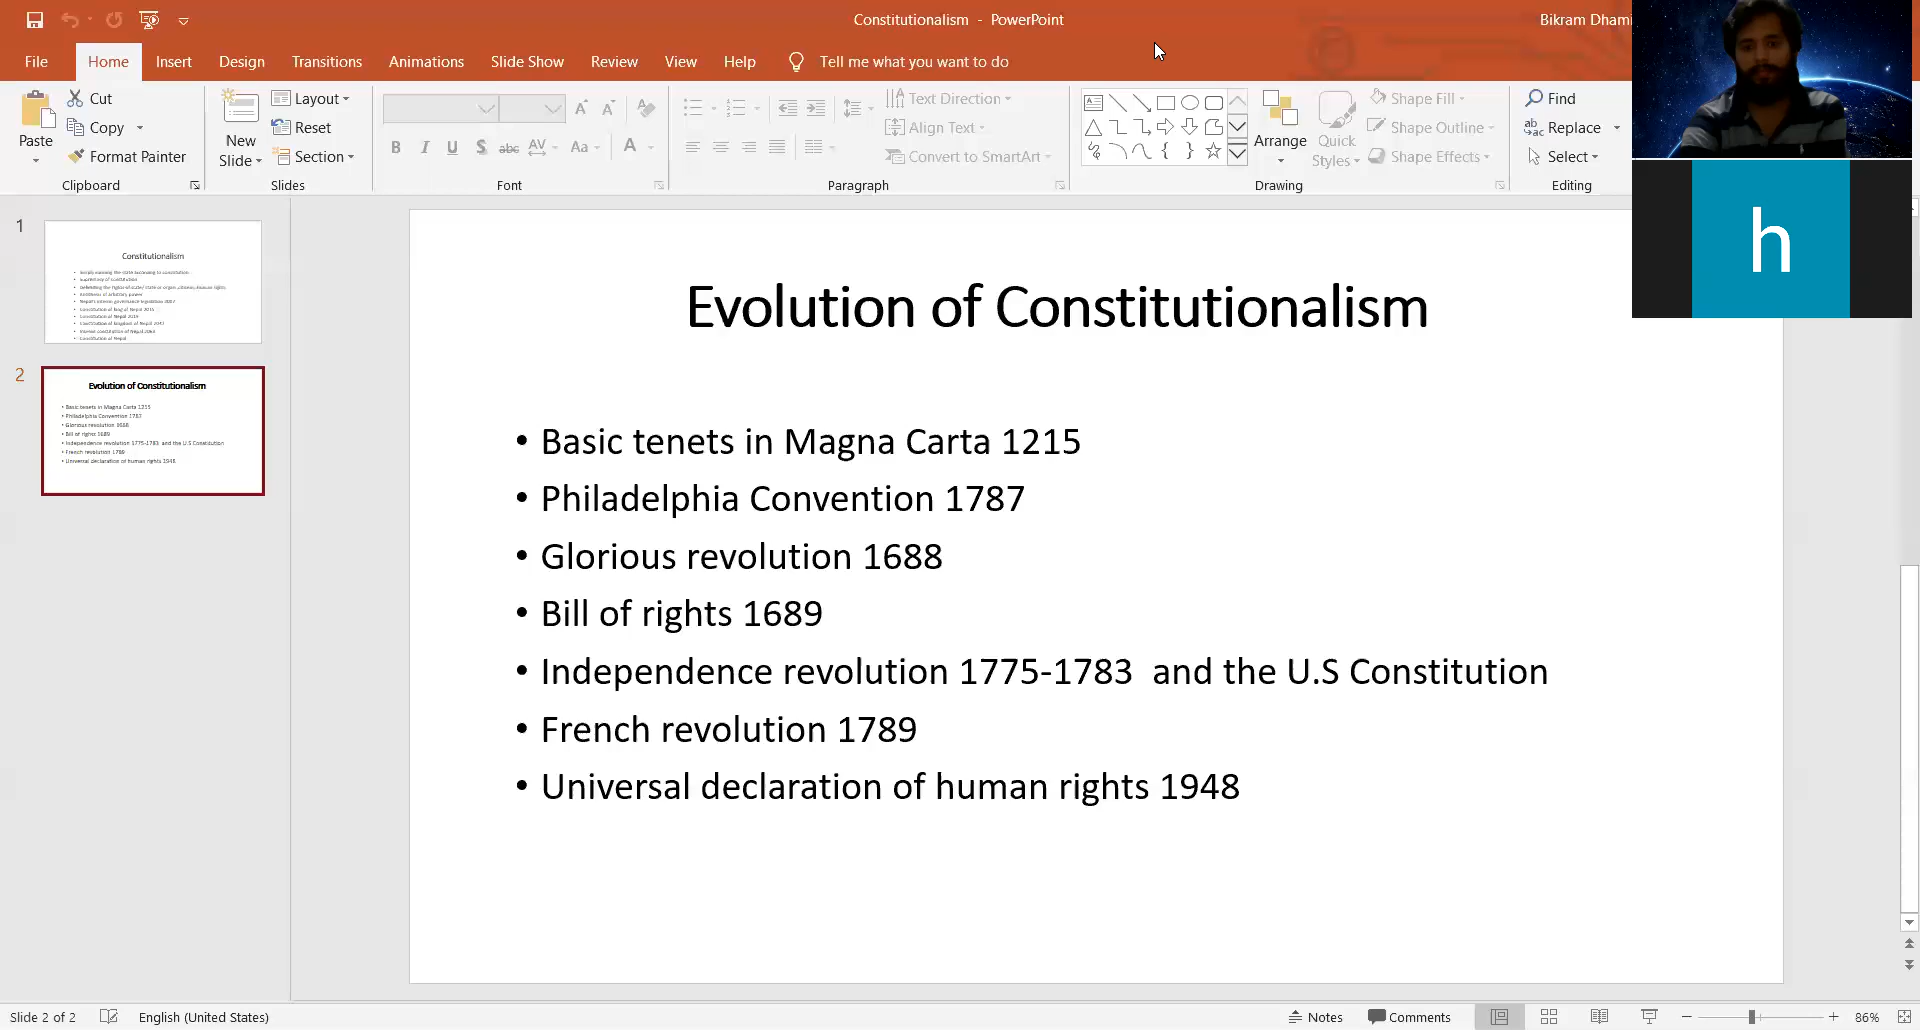 Constitutionalism - PowerPoint
Bikram Dhami
File Home Insert Design Transitions Animations Slide Show Review View Help Tell me what you want to do
Paste
Cut
Copy
Format Painter
Clipboard
New Slide
Layout
Reset
Section
Slides
B I U S abc AV Aa A
Font
Text Direction
Align Text
Convert to SmartArt
Paragraph
Arrange
Quick Styles
Shape Fill
Shape Outline
Shape Effects
Drawing
Find
Replace
Select
Editing
h
1
Constitutionalism
2
Evolution of Constitutionalism
• Basic tenets in Magna Carta 1215
• Philadelphia Convention 1787
• Glorious revolution 1688
• Bill of rights 1689
• Independence revolution 1775-1783 and the U.S Constitution
• French revolution 1789
• Universal declaration of human rights 1948
Evolution of Constitutionalism
• Basic tenets in Magna Carta 1215
• Philadelphia Convention 1787
• Glorious revolution 1688
• Bill of rights 1689
• Independence revolution 1775-1783 and the U.S Constitution
• French revolution 1789
• Universal declaration of human rights 1948
Slide 2 of 2
English (United States)
Notes
Comments
86%